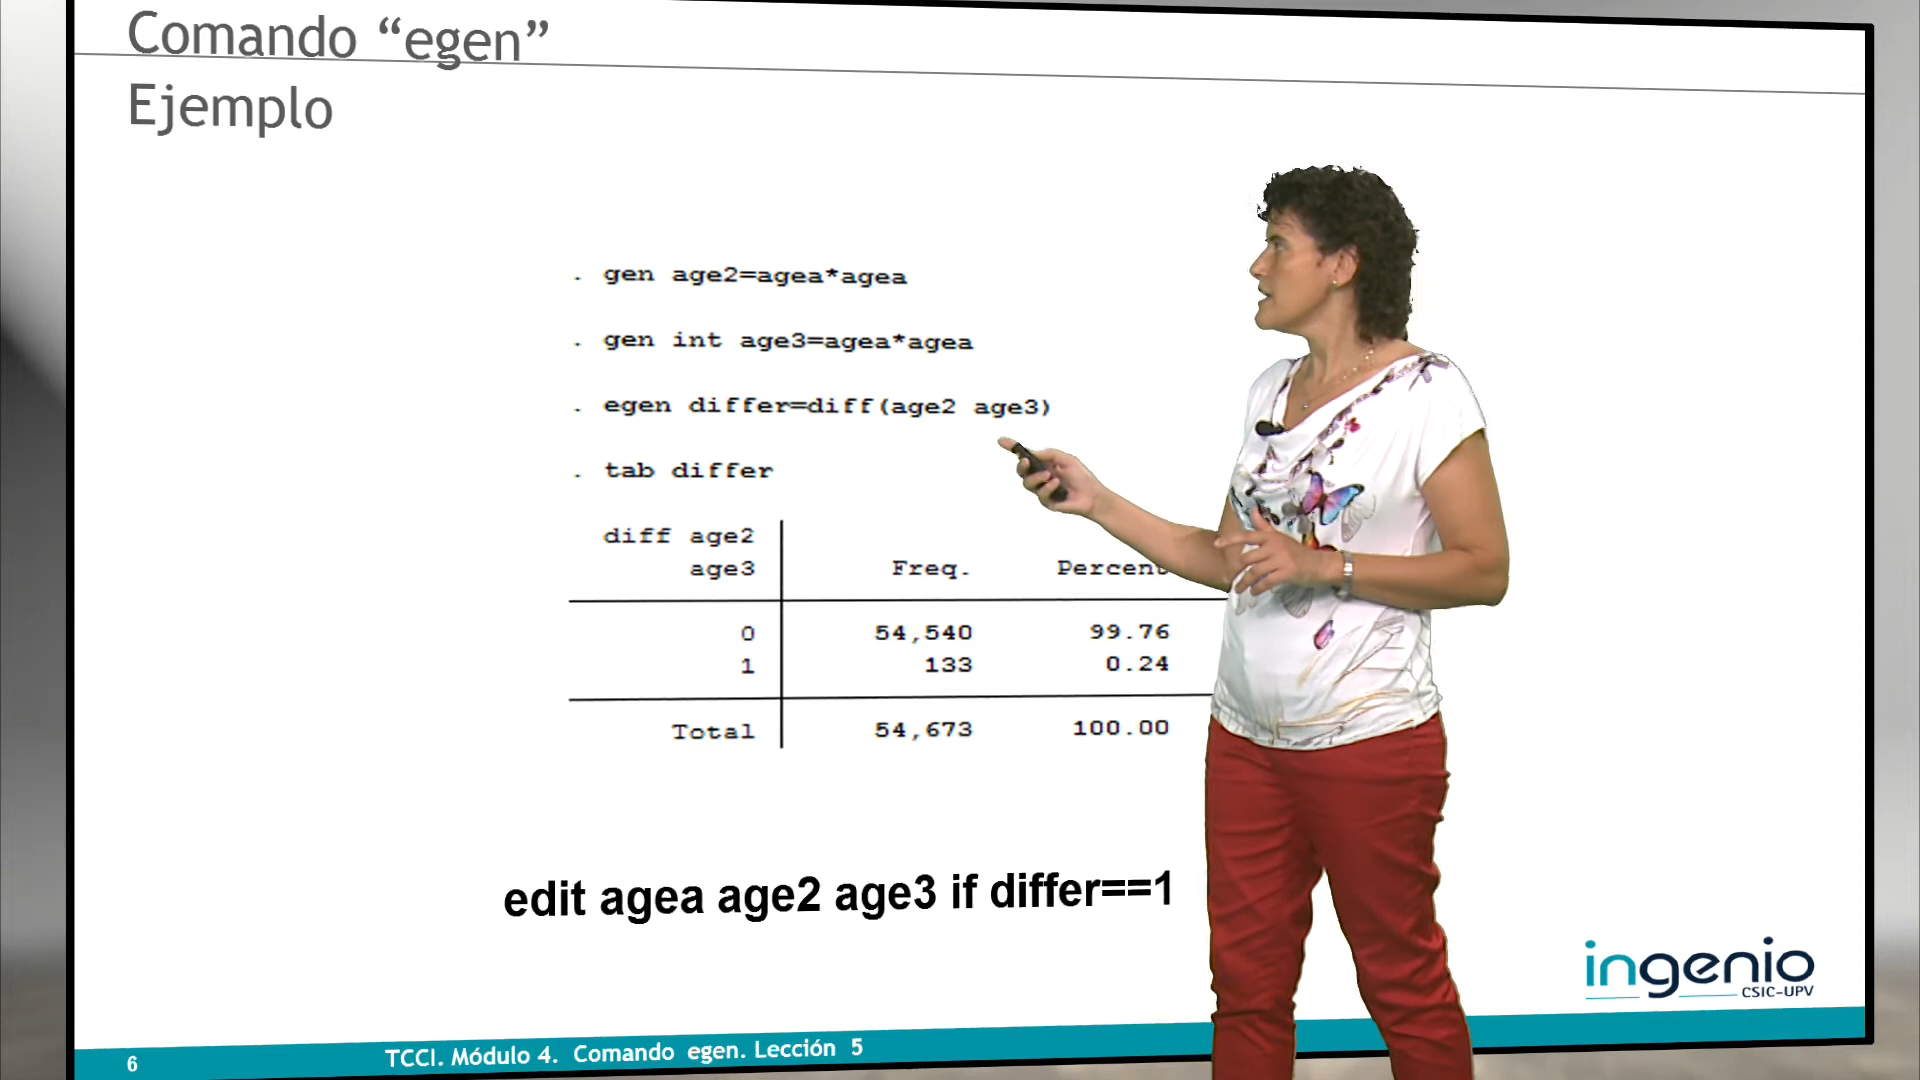 Comando “egen”
Ejemplo
. gen age2=agea*agea
. gen int age3=agea*agea
. egen differ=diff(age2 age3)
. tab differ
diff age2
age3 Freq. Percent
0 54,540 99.76
1 133 0.24
Total 54,673 100.00
edit agea age2 age3 if differ==1
ingenio
CSIC-UPV
6 TCCI. Módulo 4. Comando egen. Lección 5